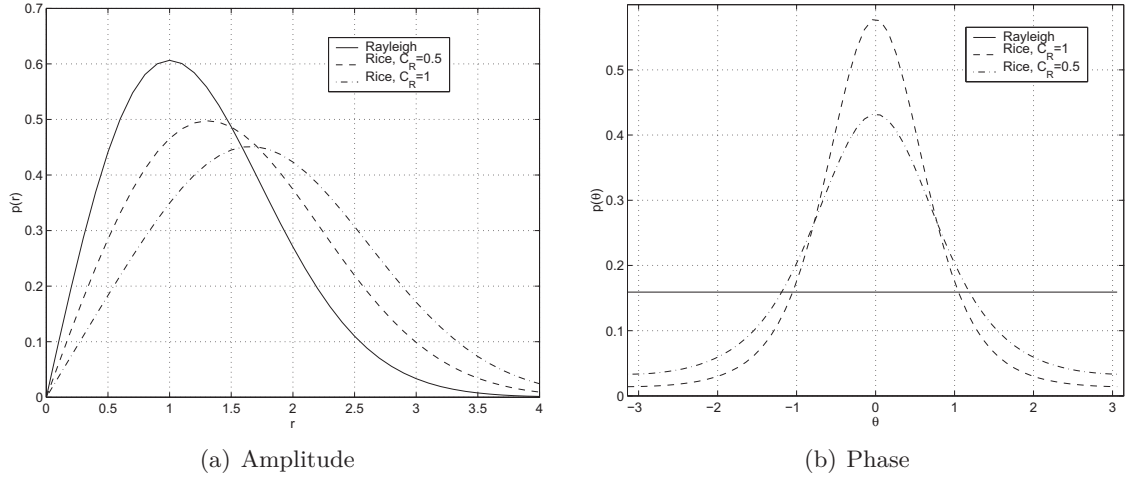 0.7
0.6
0.5
0.4
0.3
0.2
0.1
0
p(r)
0 0.5 1 1.5 2 2.5 3 3.5 4
r
Rayleigh
Rice, C_R=0.5
Rice, C_R=1
(a) Amplitude
0.5
0.4
0.3
0.2
0.1
0
p(θ)
−3 −2 −1 0 1 2 3
θ
Rayleigh
Rice, C_R=1
Rice, C_R=0.5
(b) Phase